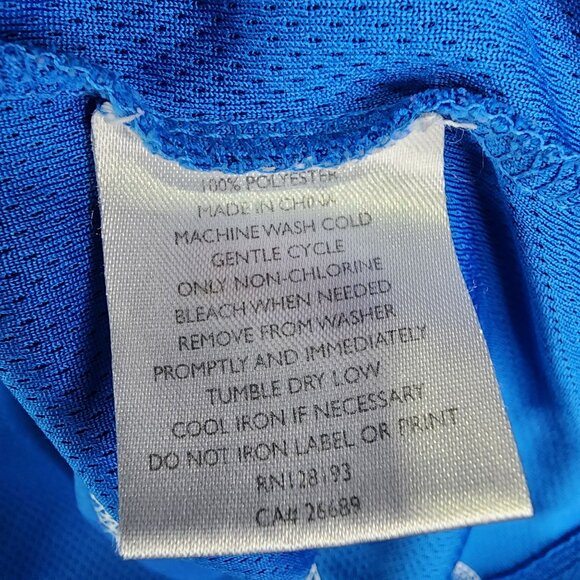 100% POLYESTER
MADE IN CHINA
MACHINE WASH COLD
GENTLE CYCLE
ONLY NON-CHLORINE
BLEACH WHEN NEEDED
REMOVE FROM WASHER
PROMPTLY AND IMMEDIATELY
TUMBLE DRY LOW
COOL IRON IF NECESSARY
DO NOT IRON LABEL OR PRINT
RN128193
CA4 26689